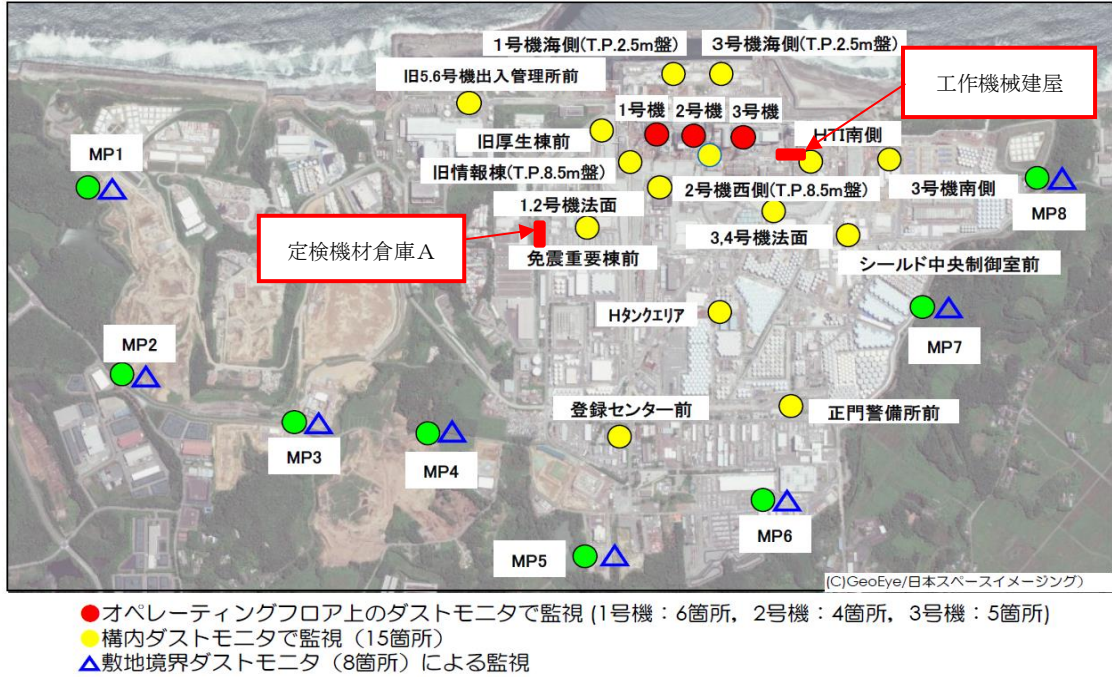 1号機海側(T.P.2.5m盤)
3号機海側(T.P.2.5m盤)
旧5.6号機出入管理所前
工作機械建屋
1号機
2号機
3号機
旧厚生棟前
HTI南側
MP1
旧情報棟(T.P.8.5m盤)
2号機西側(T.P.8.5m盤)
3号機南側
MP8
1.2号機法面
定検機材倉庫A
免震重要棟前
3,4号機法面
シールド中央制御室前
Hタンクエリア
MP7
MP2
登録センター前
正門警備所前
MP3
MP4
MP6
MP5
(C)GeoEye/日本スペースイメージング)
●オペレーティングフロア上のダストモニタで監視 (1号機:6箇所, 2号機:4箇所, 3号機:5箇所)
●構内ダストモニタで監視(15箇所)
△敷地境界ダストモニタ(8箇所)による監視